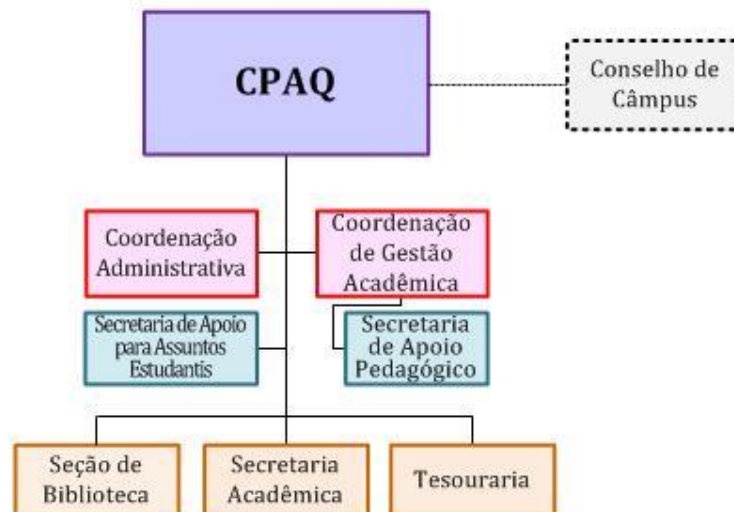 CPAQ
Conselho de
Câmpus
Coordenação
Administrativa
Coordenação
de Gestão
Acadêmica
Secretaria de Apoio
para Assuntos
Estudantis
Secretaria
de Apoio
Pedagógico
Seção de
Biblioteca
Secretaria
Acadêmica
Tesouraria